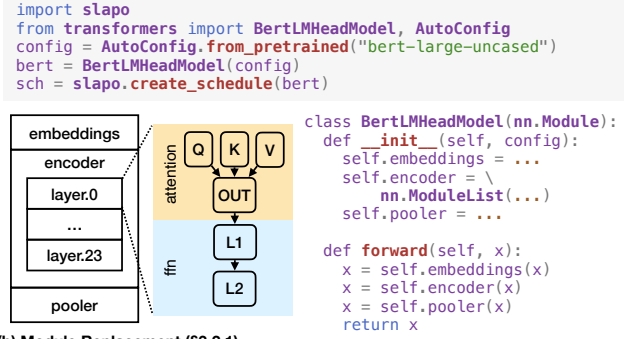 import slapo
from transformers import BertLMHeadModel, AutoConfig
config = AutoConfig.from_pretrained("bert-large-uncased")
bert = BertLMHeadModel(config)
sch = slapo.create_schedule(bert)
embeddings
encoder
layer.0
...
layer.23
pooler
attention
Q K V
OUT
ffn
L1
L2
class BertLMHeadModel(nn.Module):
def __init__(self, config):
self.embeddings = ...
self.encoder = \
nn.ModuleList(...)
self.pooler = ...
def forward(self, x):
x = self.embeddings(x)
x = self.encoder(x)
x = self.pooler(x)
return x